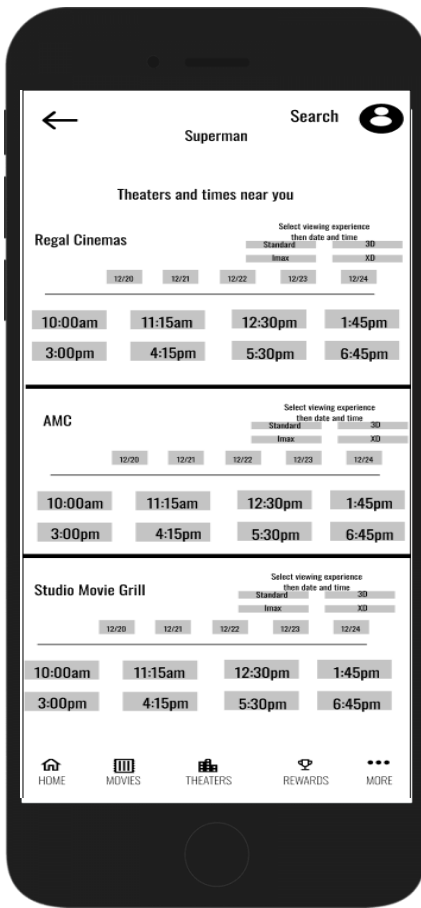 Search
Superman
Theaters and times near you
Regal Cinemas
Select viewing experience
then date and time
Standard 3D
Imax XD
12/20 12/21 12/22 12/23 12/24
10:00am 11:15am 12:30pm 1:45pm
3:00pm 4:15pm 5:30pm 6:45pm
AMC
Select viewing experience
then date and time
Standard 3D
Imax XD
12/20 12/21 12/22 12/23 12/24
10:00am 11:15am 12:30pm 1:45pm
3:00pm 4:15pm 5:30pm 6:45pm
Studio Movie Grill
Select viewing experience
then date and time
Standard 3D
Imax XD
12/20 12/21 12/22 12/23 12/24
10:00am 11:15am 12:30pm 1:45pm
3:00pm 4:15pm 5:30pm 6:45pm
HOME MOVIES THEATERS REWARDS MORE